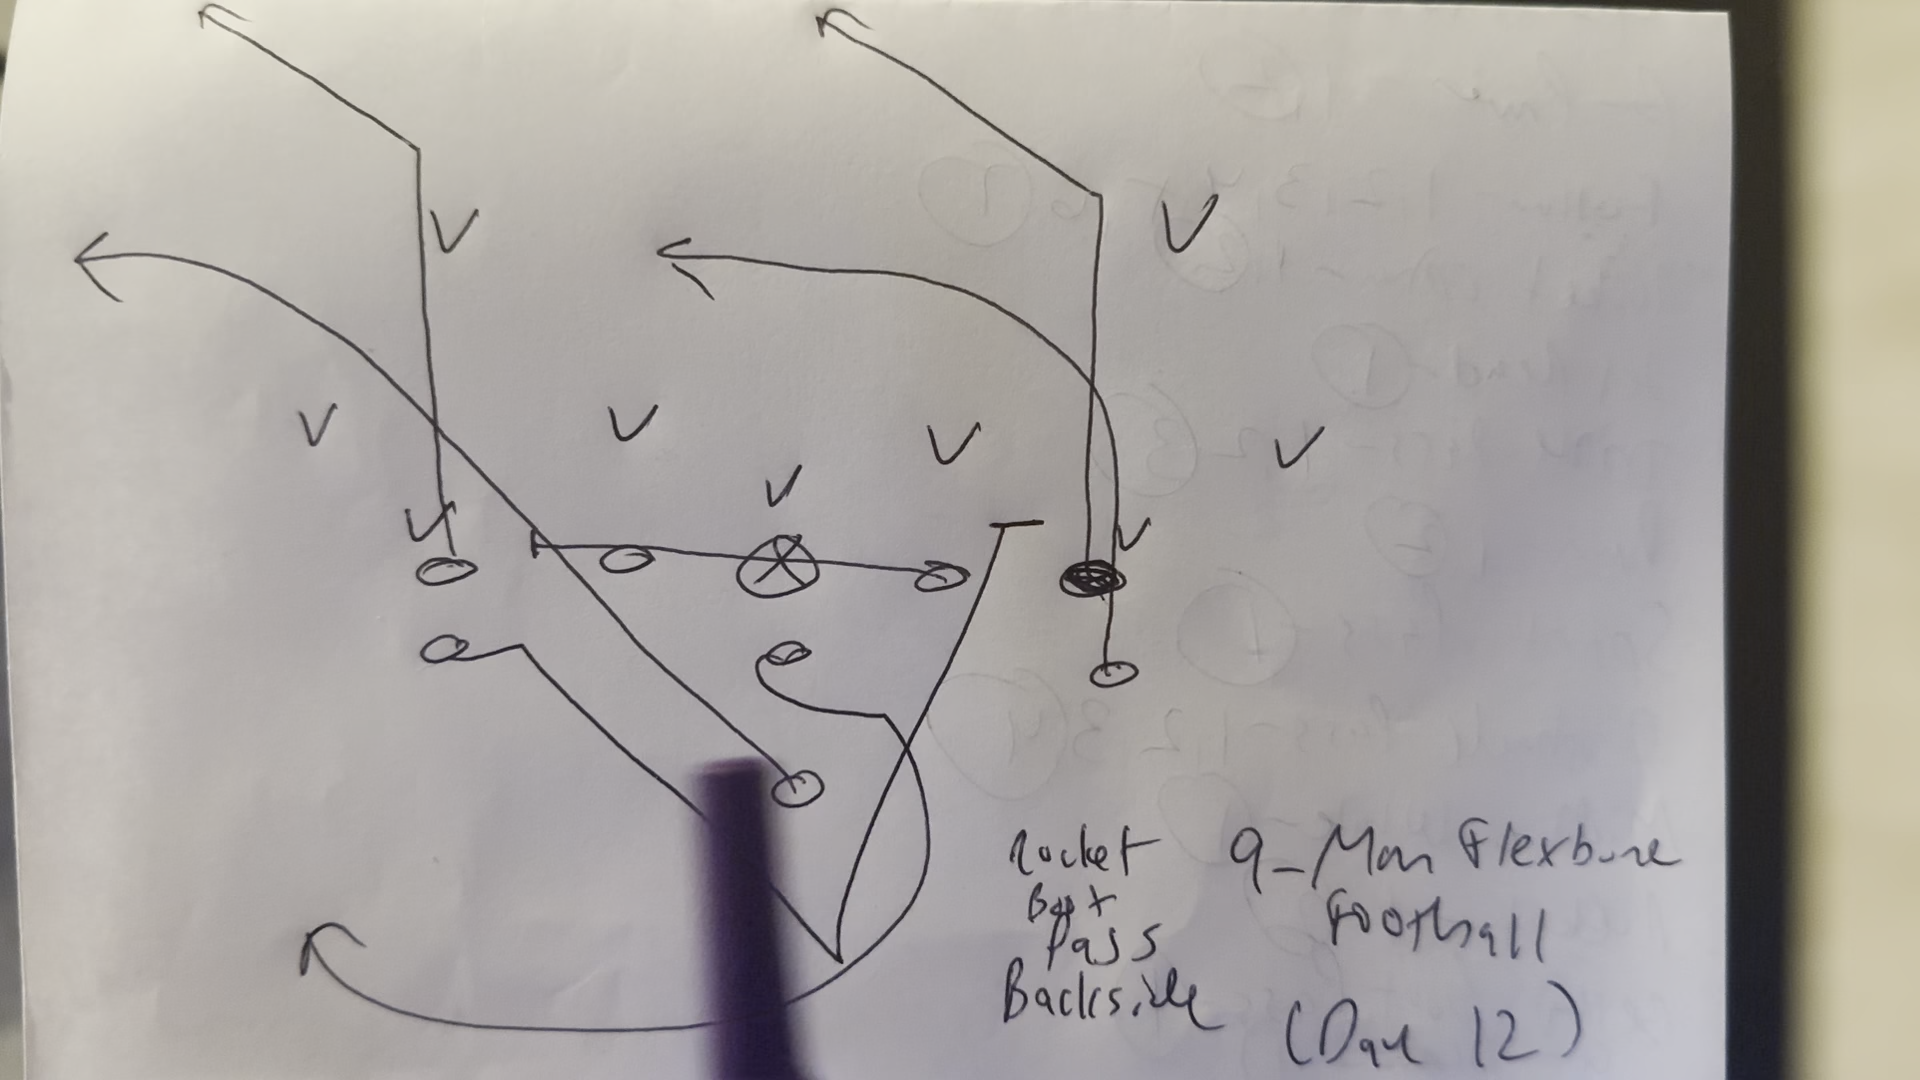 Rocket
Boot
Pass
Backside
9-Man Flexbone
Football
(Day 12)